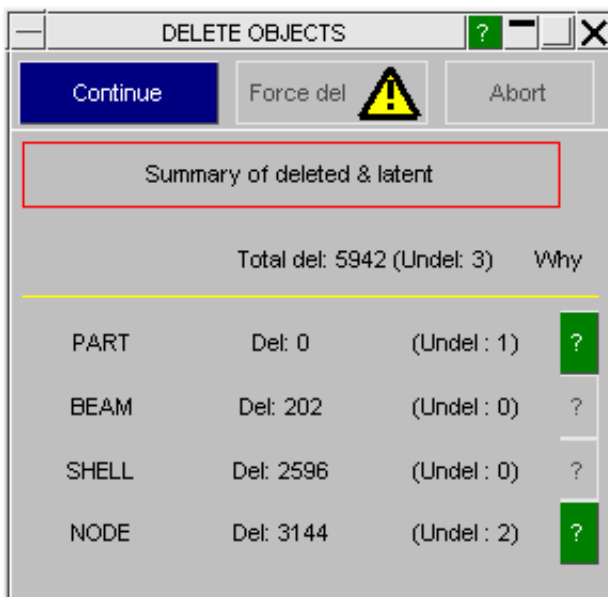 DELETE OBJECTS ?
Continue Force del Abort
Summary of deleted & latent
Total del: 5942 (Undel: 3) Why
PART Del: 0 (Undel : 1) ?
BEAM Del: 202 (Undel : 0) ?
SHELL Del: 2596 (Undel : 0) ?
NODE Del: 3144 (Undel : 2) ?